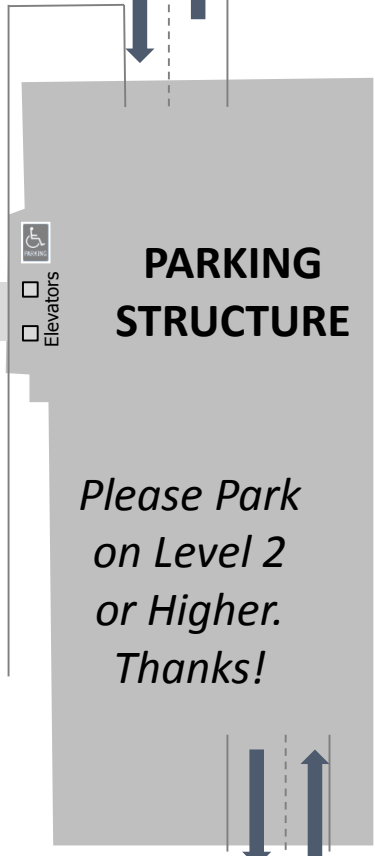 PARKING
Elevators
PARKING
STRUCTURE
Please Park
on Level 2
or Higher.
Thanks!